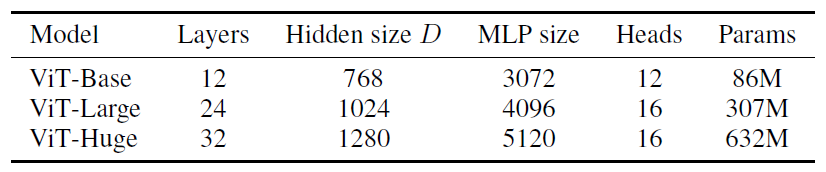 Model Layers Hidden size D MLP size Heads Params
ViT-Base 12 768 3072 12 86M
ViT-Large 24 1024 4096 16 307M
ViT-Huge 32 1280 5120 16 632M